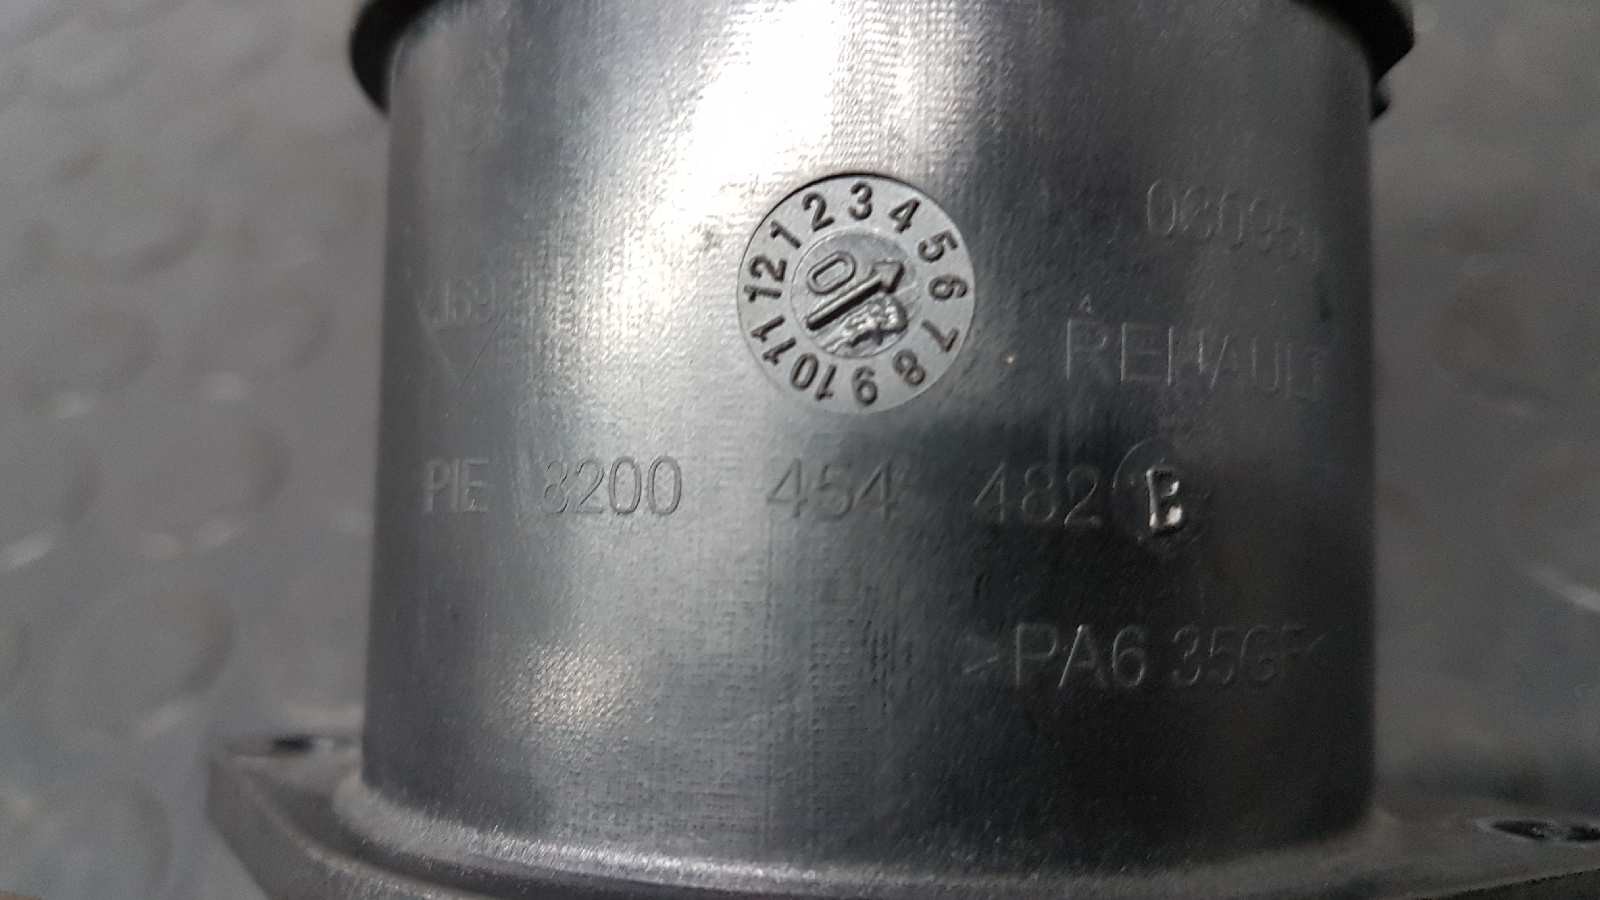 1 2 3 4 5 6 7 8 9 10 11 12
RENAULT
PIE 8200 454 482 B
>PA6 35GF<